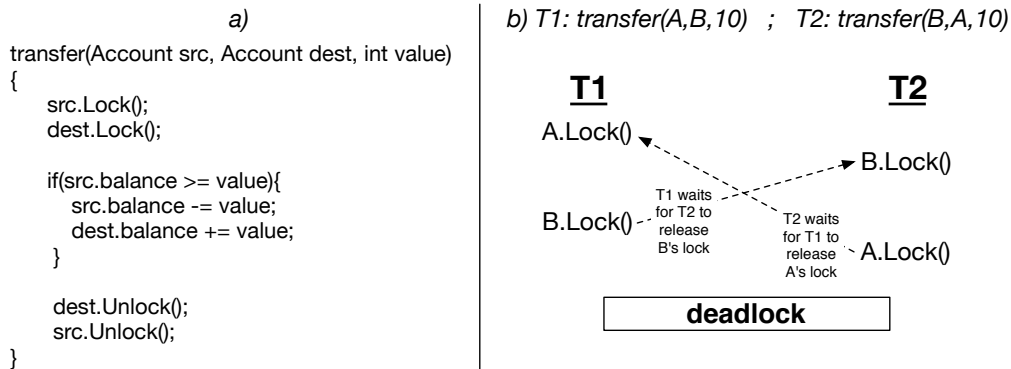 a)
transfer(Account src, Account dest, int value)
{
src.Lock();
dest.Lock();
if(src.balance >= value){
src.balance -= value;
dest.balance += value;
}
dest.Unlock();
src.Unlock();
}
b) T1: transfer(A,B,10) ; T2: transfer(B,A,10)
T1
T2
A.Lock()
B.Lock()
B.Lock()
T1 waits
for T2 to
release
B's lock
T2 waits
for T1 to
release
A's lock
A.Lock()
deadlock